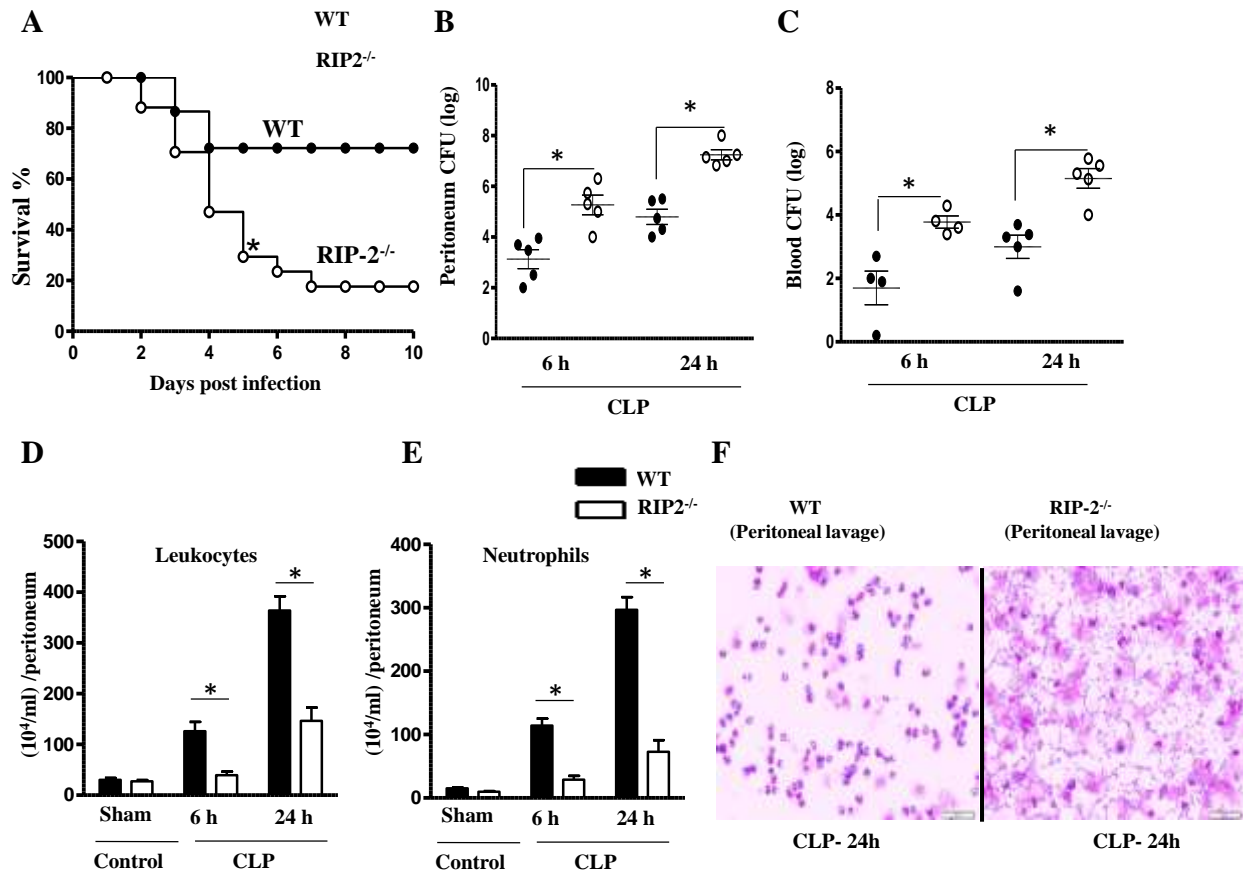 A
WT
RIP2-/-
Survival %
100
80
60
40
20
0
WT
*
RIP-2-/-
0 2 4 6 8 10
Days post infection
B
Peritoneum CFU (log)
10
8
6
4
2
0
*
*
6 h 24 h
CLP
C
Blood CFU (log)
8
6
4
2
0
*
*
6 h 24 h
CLP
D
Leukocytes
(10⁴/ml) /peritoneum
500
400
300
200
100
0
*
*
Sham 6 h 24 h
Control CLP
E
WT
RIP2-/-
Neutrophils
(10⁴/ml) /peritoneum
400
300
200
100
0
*
*
Sham 6 h 24 h
Control CLP
F
WT
(Peritoneal lavage)
RIP-2-/-
(Peritoneal lavage)
CLP- 24h
CLP- 24h